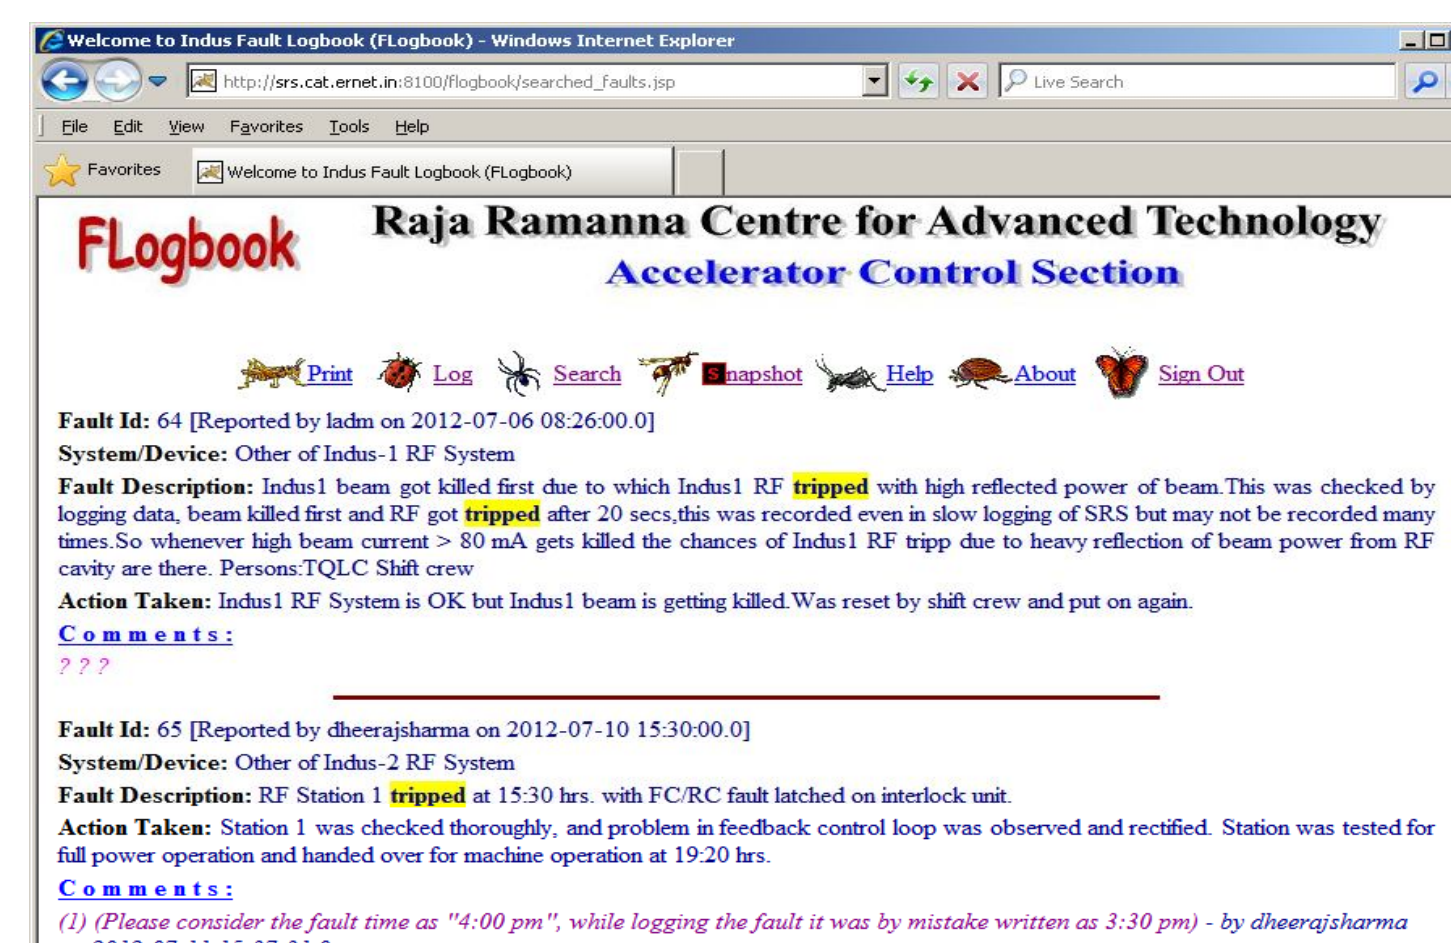 Welcome to Indus Fault Logbook (FLogbook) - Windows Internet Explorer
http://srs.cat.ernet.in:8100/flogbook/searched_faults.jsp
Live Search
File Edit View Favorites Tools Help
Favorites
Welcome to Indus Fault Logbook (FLogbook)
FLogbook
Raja Ramanna Centre for Advanced Technology
Accelerator Control Section
Print Log Search Snapshot Help About Sign Out
Fault Id: 64 [Reported by ladm on 2012-07-06 08:26:00.0]
System/Device: Other of Indus-1 RF System
Fault Description: Indus1 beam got killed first due to which Indus1 RF tripped with high reflected power of beam.This was checked by
logging data, beam killed first and RF got tripped after 20 secs,this was recorded even in slow logging of SRS but may not be recorded many
times.So whenever high beam current > 80 mA gets killed the chances of Indus1 RF tripp due to heavy reflection of beam power from RF
cavity are there. Persons:TQLC Shift crew
Action Taken: Indus1 RF System is OK but Indus1 beam is getting killed.Was reset by shift crew and put on again.
Comments:
? ? ?
Fault Id: 65 [Reported by dheerajsharma on 2012-07-10 15:30:00.0]
System/Device: Other of Indus-2 RF System
Fault Description: RF Station 1 tripped at 15:30 hrs. with FC/RC fault latched on interlock unit.
Action Taken: Station 1 was checked thoroughly, and problem in feedback control loop was observed and rectified. Station was tested for
full power operation and handed over for machine operation at 19:20 hrs.
Comments:
(1) (Please consider the fault time as "4:00 pm", while logging the fault it was by mistake written as 3:30 pm) - by dheerajsharma